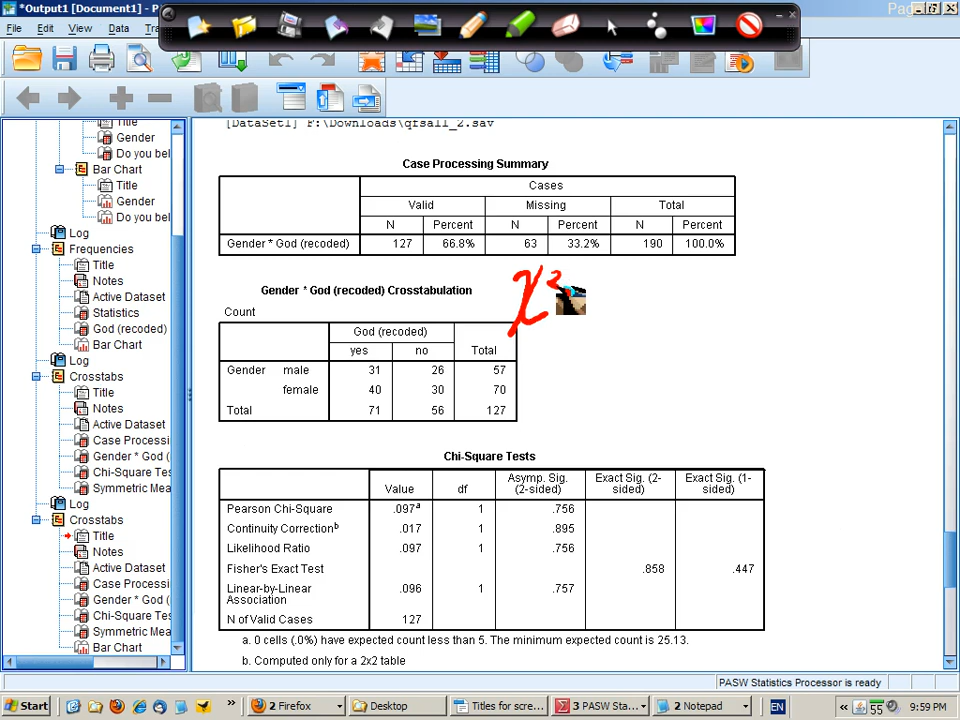 *Output1 [Document1] - P
Pa
File Edit View Data Tra
[DataSet1] F:\Downloads\qfsall_2.sav
Title
Gender
Do you bel
Bar Chart
Title
Gender
Do you bel
Log
Frequencies
Title
Notes
Active Dataset
Statistics
God (recoded)
Bar Chart
Log
Crosstabs
Title
Notes
Active Dataset
Case Processi
Gender * God (
Chi-Square Te
Symmetric Mea
Log
Crosstabs
Title
Notes
Active Dataset
Case Processi
Gender * God (
Chi-Square Tes
Symmetric Mea
Bar Chart
Case Processing Summary
Cases
Valid Missing Total
N Percent N Percent N Percent
Gender * God (recoded) 127 66.8% 63 33.2% 190 100.0%
χ²
Gender * God (recoded) Crosstabulation
Count
God (recoded)
yes no Total
Gender male 31 26 57
female 40 30 70
Total 71 56 127
Chi-Square Tests
Value df Asymp. Sig. (2-sided) Exact Sig. (2-sided) Exact Sig. (1-sided)
Pearson Chi-Square .097a 1 .756
Continuity Correctionb .017 1 .895
Likelihood Ratio .097 1 .756
Fisher's Exact Test .858 .447
Linear-by-Linear Association .096 1 .757
N of Valid Cases 127
a. 0 cells (.0%) have expected count less than 5. The minimum expected count is 25.13.
b. Computed only for a 2x2 table
PASW Statistics Processor is ready
Start » 2 Firefox Desktop Titles for scre... 3 PASW Sta... 2 Notepad EN « 55 9:59 PM